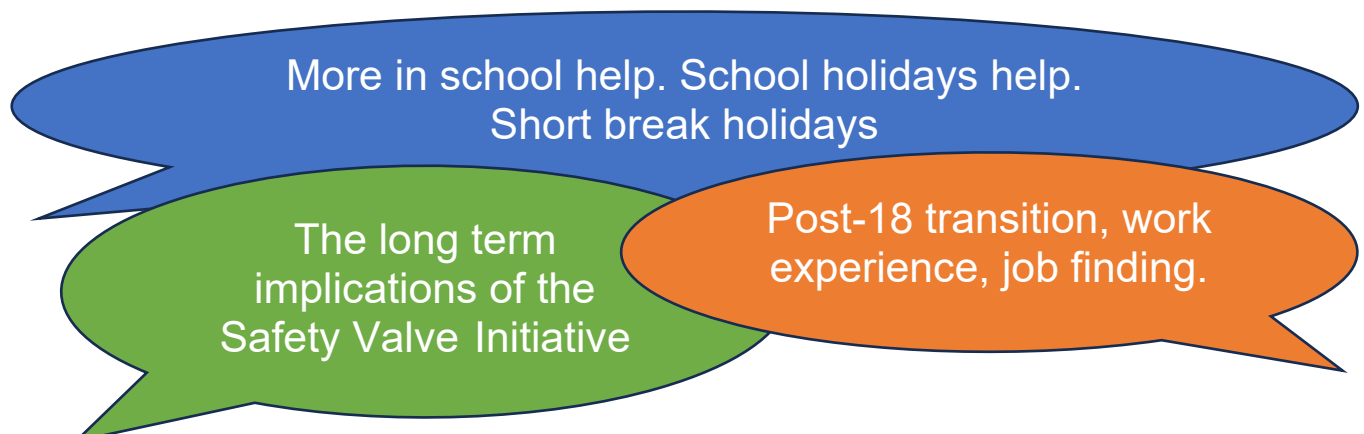 More in school help. School holidays help.
Short break holidays
The long term
implications of the
Safety Valve Initiative
Post-18 transition, work
experience, job finding.